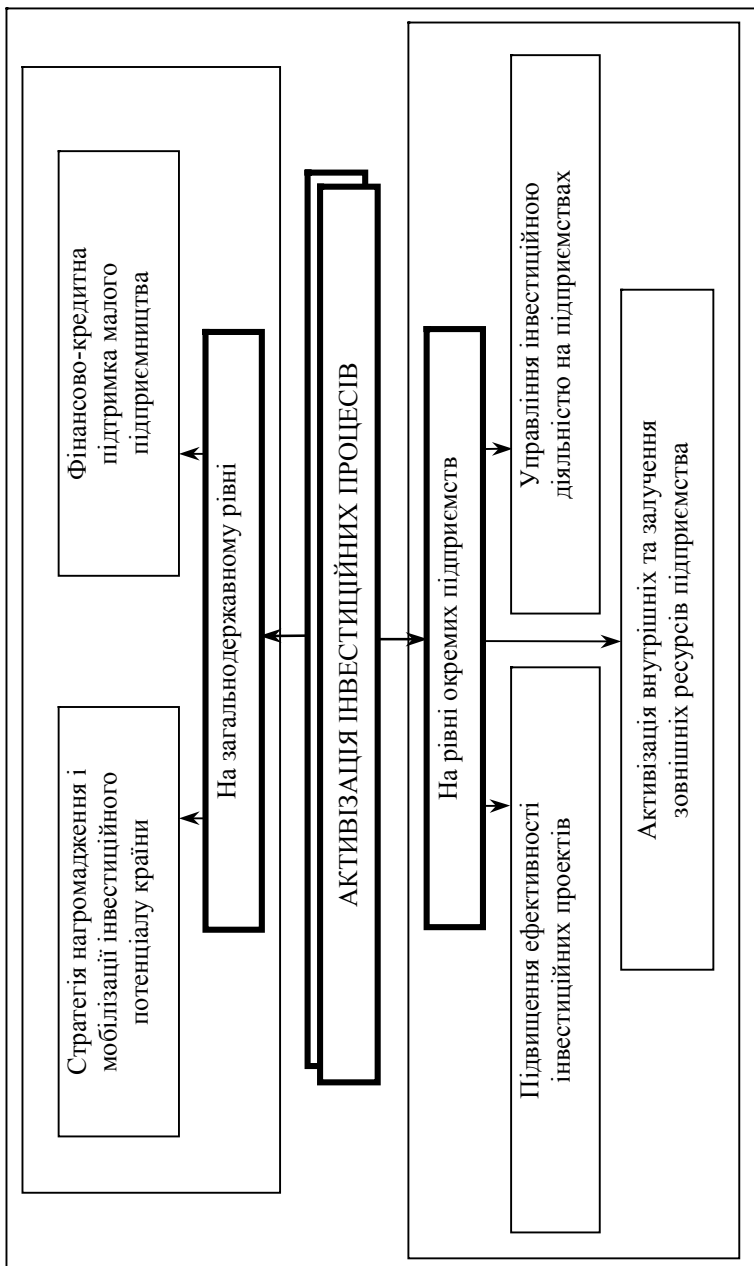 Стратегія нагромадження і
мобілізації інвестиційного
потенціалу країни
Фінансово-кредитна
підтримка малого
підприємництва
На загальнодержавному рівні
АКТИВІЗАЦІЯ ІНВЕСТИЦІЙНИХ ПРОЦЕСІВ
На рівні окремих підприємств
Підвищення ефективності
інвестиційних проектів
Управління інвестиційною
діяльністю на підприємствах
Активізація внутрішніх та залучення
зовнішніх ресурсів підприємства